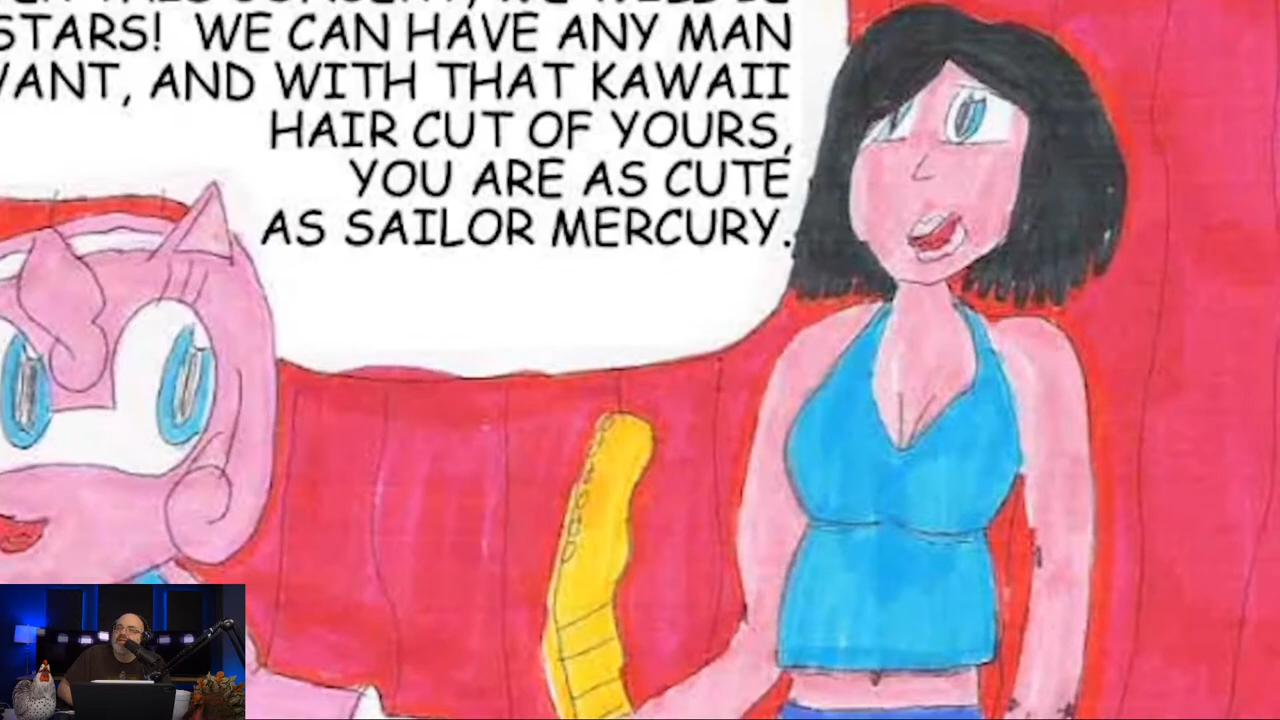 STARS! WE CAN HAVE ANY MAN
WANT, AND WITH THAT KAWAII
HAIR CUT OF YOURS,
YOU ARE AS CUTE
AS SAILOR MERCURY.